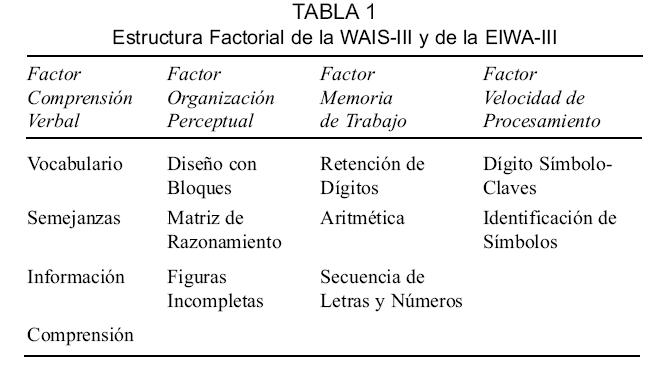 TABLA 1
Estructura Factorial de la WAIS-III y de la EIWA-III
Factor Factor Factor Factor
Comprensión Organización Memoria Velocidad de
Verbal Perceptual de Trabajo Procesamiento
Vocabulario Diseño con Retención de Dígito Símbolo-
Bloques Dígitos Claves
Semejanzas Matriz de Aritmética Identificación de
Razonamiento Símbolos
Información Figuras Secuencia de
Incompletas Letras y Números
Comprensión